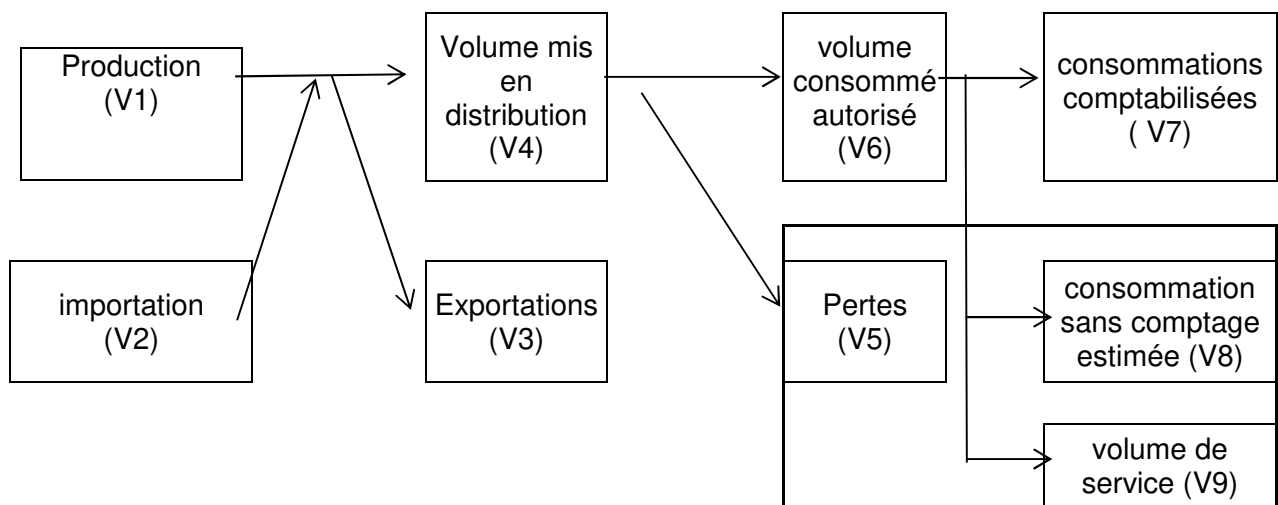 Production
(V1)
Volume mis
en
distribution
(V4)
volume
consommé
autorisé
(V6)
consommations
comptabilisées
( V7)
importation
(V2)
Exportations
(V3)
Pertes
(V5)
consommation
sans comptage
estimée (V8)
volume de
service (V9)